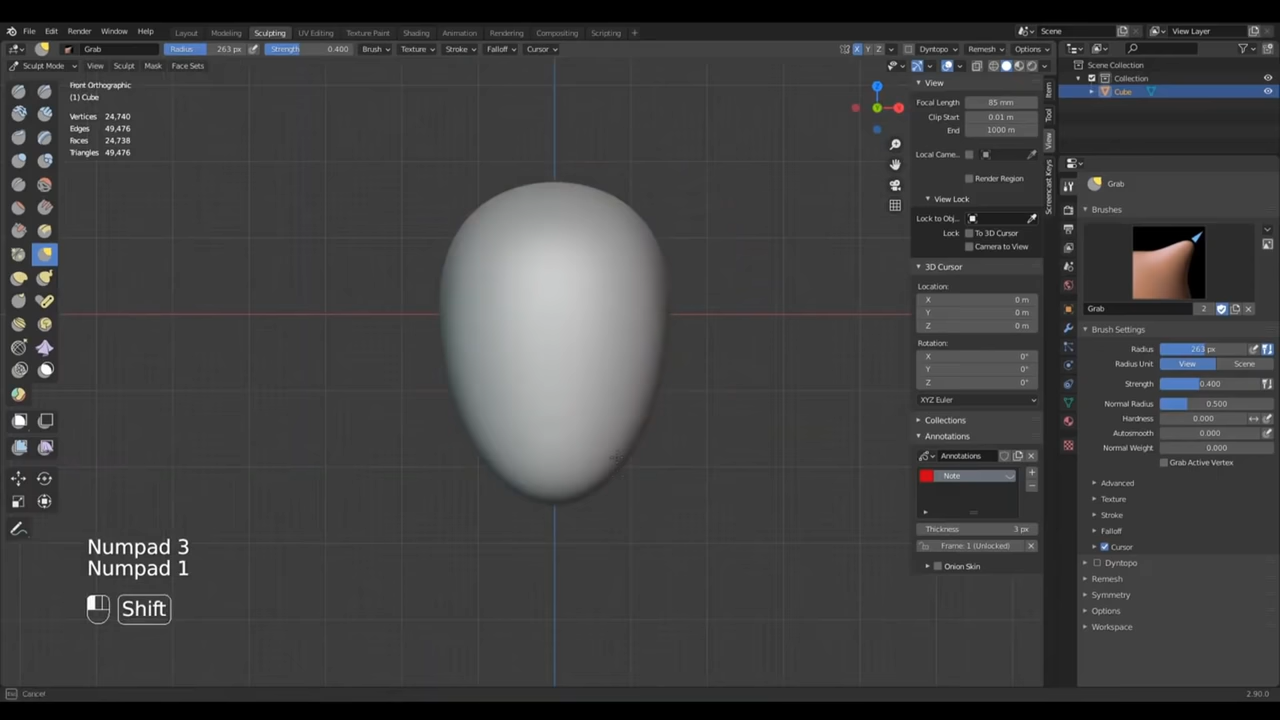 File Edit Render Window Help Layout Modeling Sculpting UV Editing Texture Paint Shading Animation Rendering Compositing Scripting + Scene View Layer
Grab Radius 263 px Strength 0.400 Brush Texture Stroke Falloff Cursor X Y Z Dyntopo Remesh Options
Sculpt Mode View Sculpt Mask Face Sets
Front Orthographic
(1) Cube
Vertices 24,740
Edges 49,476
Faces 24,738
Triangles 49,476
Numpad 3
Numpad 1
Shift
Cancel
Z
X
Y
View
Focal Length 85 mm
Clip Start 0.01 m
End 1000 m
Local Came...
Render Region
View Lock
Lock to Obj...
Lock To 3D Cursor
Camera to View
3D Cursor
Location:
X 0 m
Y 0 m
Z 0 m
Rotation:
X 0°
Y 0°
Z 0°
XYZ Euler
Collections
Annotations
Annotations
Note
Thickness 3 px
Frame: 1 (Unlocked)
Onion Skin
Item
Tool
View
Screencast Keys
Scene Collection
Collection
Cube
Grab
Brushes
Grab 2
Brush Settings
Radius 263 px
Radius Unit View Scene
Strength 0.400
Normal Radius 0.500
Hardness 0.000
Autosmooth 0.000
Normal Weight 0.000
Grab Active Vertex
Advanced
Texture
Stroke
Falloff
Cursor
Dyntopo
Remesh
Symmetry
Options
Workspace
2.90.0